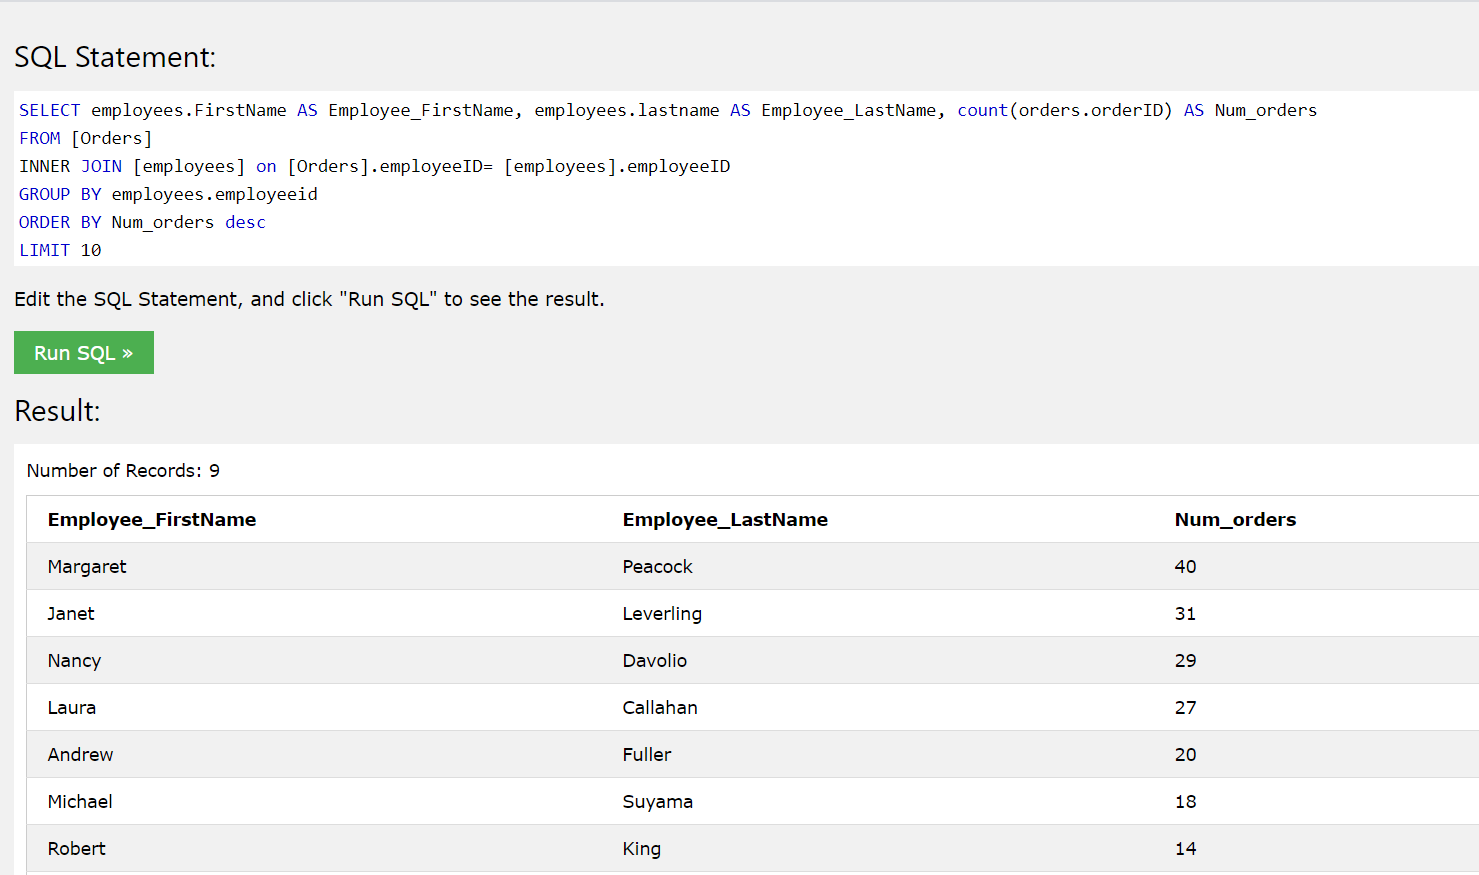 SQL Statement:
SELECT employees.FirstName AS Employee_FirstName, employees.lastname AS Employee_LastName, count(orders.orderID) AS Num_orders
FROM [Orders]
INNER JOIN [employees] on [Orders].employeeID= [employees].employeeID
GROUP BY employees.employeeid
ORDER BY Num_orders desc
LIMIT 10
Edit the SQL Statement, and click "Run SQL" to see the result.
Run SQL »
Result:
Number of Records: 9
Employee_FirstName Employee_LastName Num_orders
Margaret Peacock 40
Janet Leverling 31
Nancy Davolio 29
Laura Callahan 27
Andrew Fuller 20
Michael Suyama 18
Robert King 14